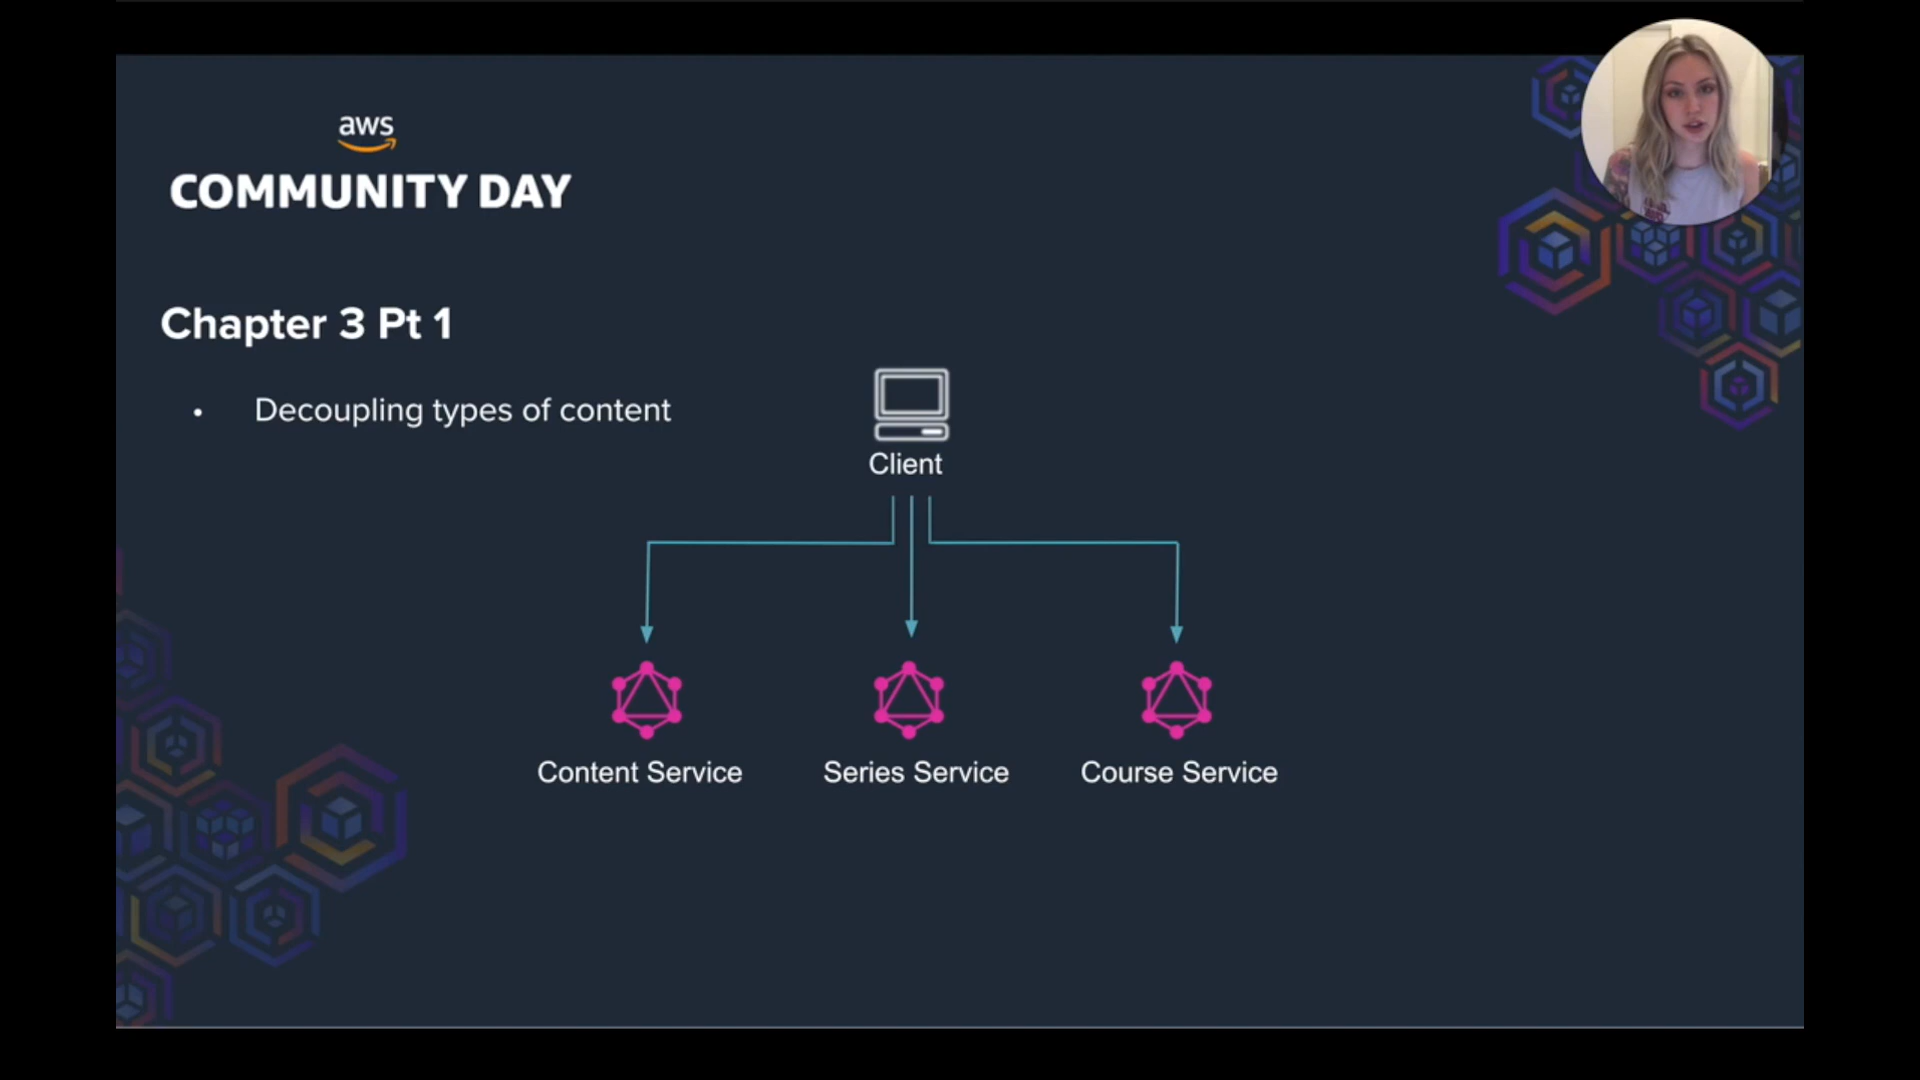 aws
COMMUNITY DAY
Chapter 3 Pt 1
• Decoupling types of content
Client
Content Service
Series Service
Course Service